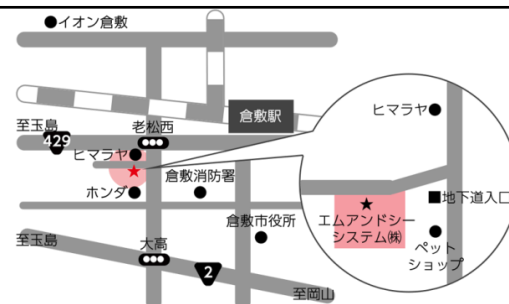 イオン倉敷
倉敷駅
至玉島
429
老松西
ヒマラヤ
ホンダ
倉敷消防署
倉敷市役所
至玉島
大高
2
至岡山
ヒマラヤ
地下道入口
エムアンドシー
システム㈱
ペット
ショップ